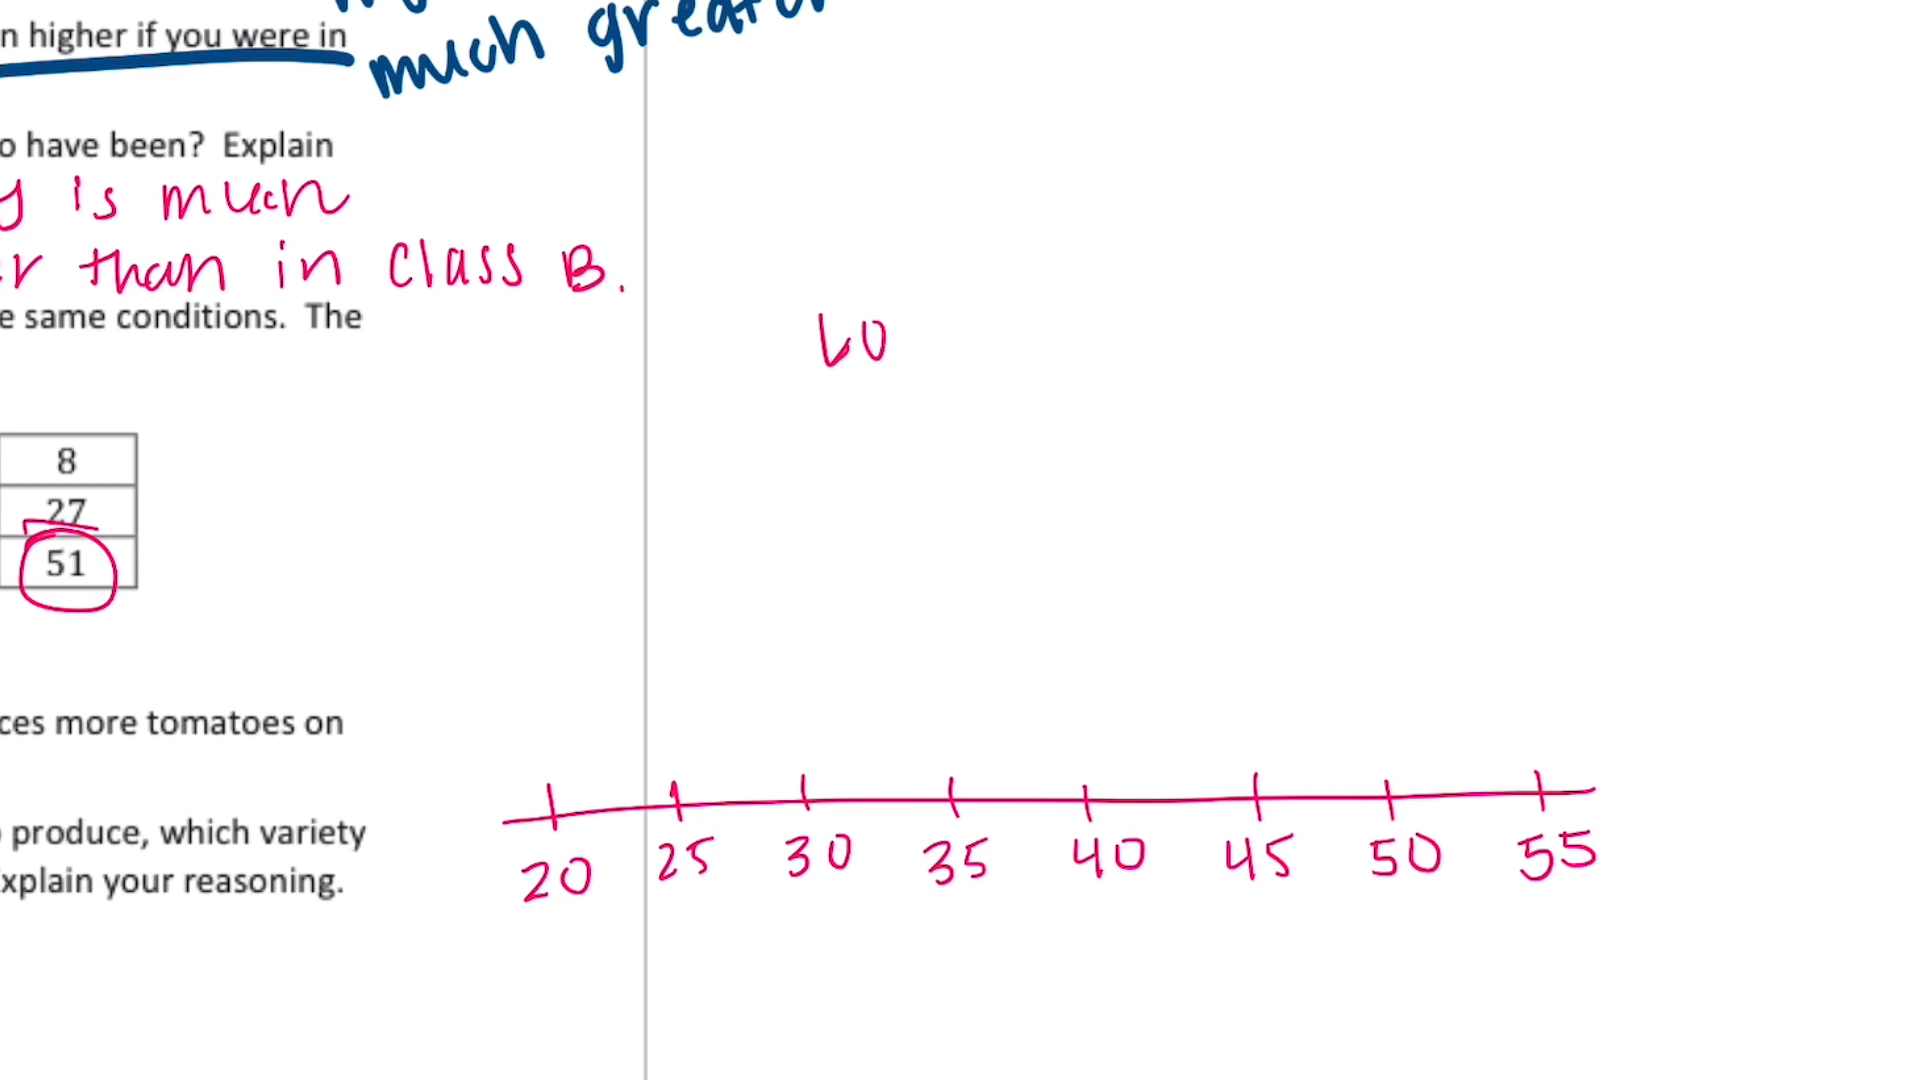 n higher if you were in
much
o have been? Explain
is much
r than in class B.
e same conditions. The
60
8
27
51
ces more tomatoes on
produce, which variety
xplain your reasoning.
20 25 30 35 40 45 50 55